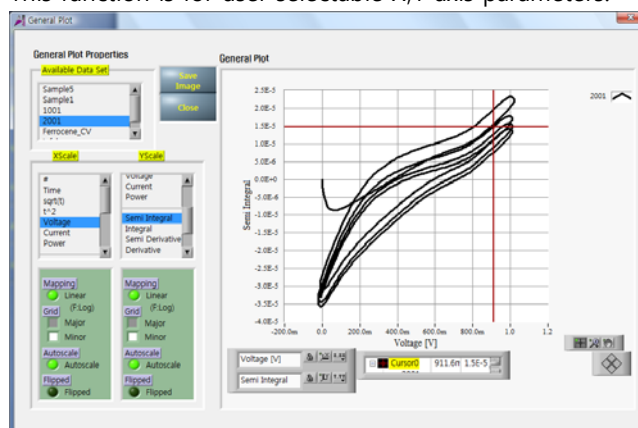 This function is for user selectable X, Y axis parameters.
General Plot
General Plot Properties
Available Data Set
Sample5
Sample1
1001
2001
Ferrocene_CV
Save Image
Close
XScale
#
Time
sqrt(t)
t^2
Voltage
Current
Power
YScale
Voltage
Current
Power
Semi Integral
Integral
Semi Derivative
Derivative
Mapping
Linear
(F:Log)
Grid
Major
Minor
Autoscale
Autoscale
Flipped
Flipped
Mapping
Linear
(F:Log)
Grid
Major
Minor
Autoscale
Autoscale
Flipped
Flipped
General Plot
2001
Semi Integral
2.5E-5
2.0E-5
1.5E-5
1.0E-5
5.0E-6
0.0E+0
-5.0E-6
-1.0E-5
-1.5E-5
-2.0E-5
-2.5E-5
-3.0E-5
-3.5E-5
-4.0E-5
-200.0m
0.0
200.0m
400.0m
600.0m
800.0m
1.0
1.2
Voltage [V]
Voltage [V]
Semi Integral
Cursor0 911.6m 1.5E-5